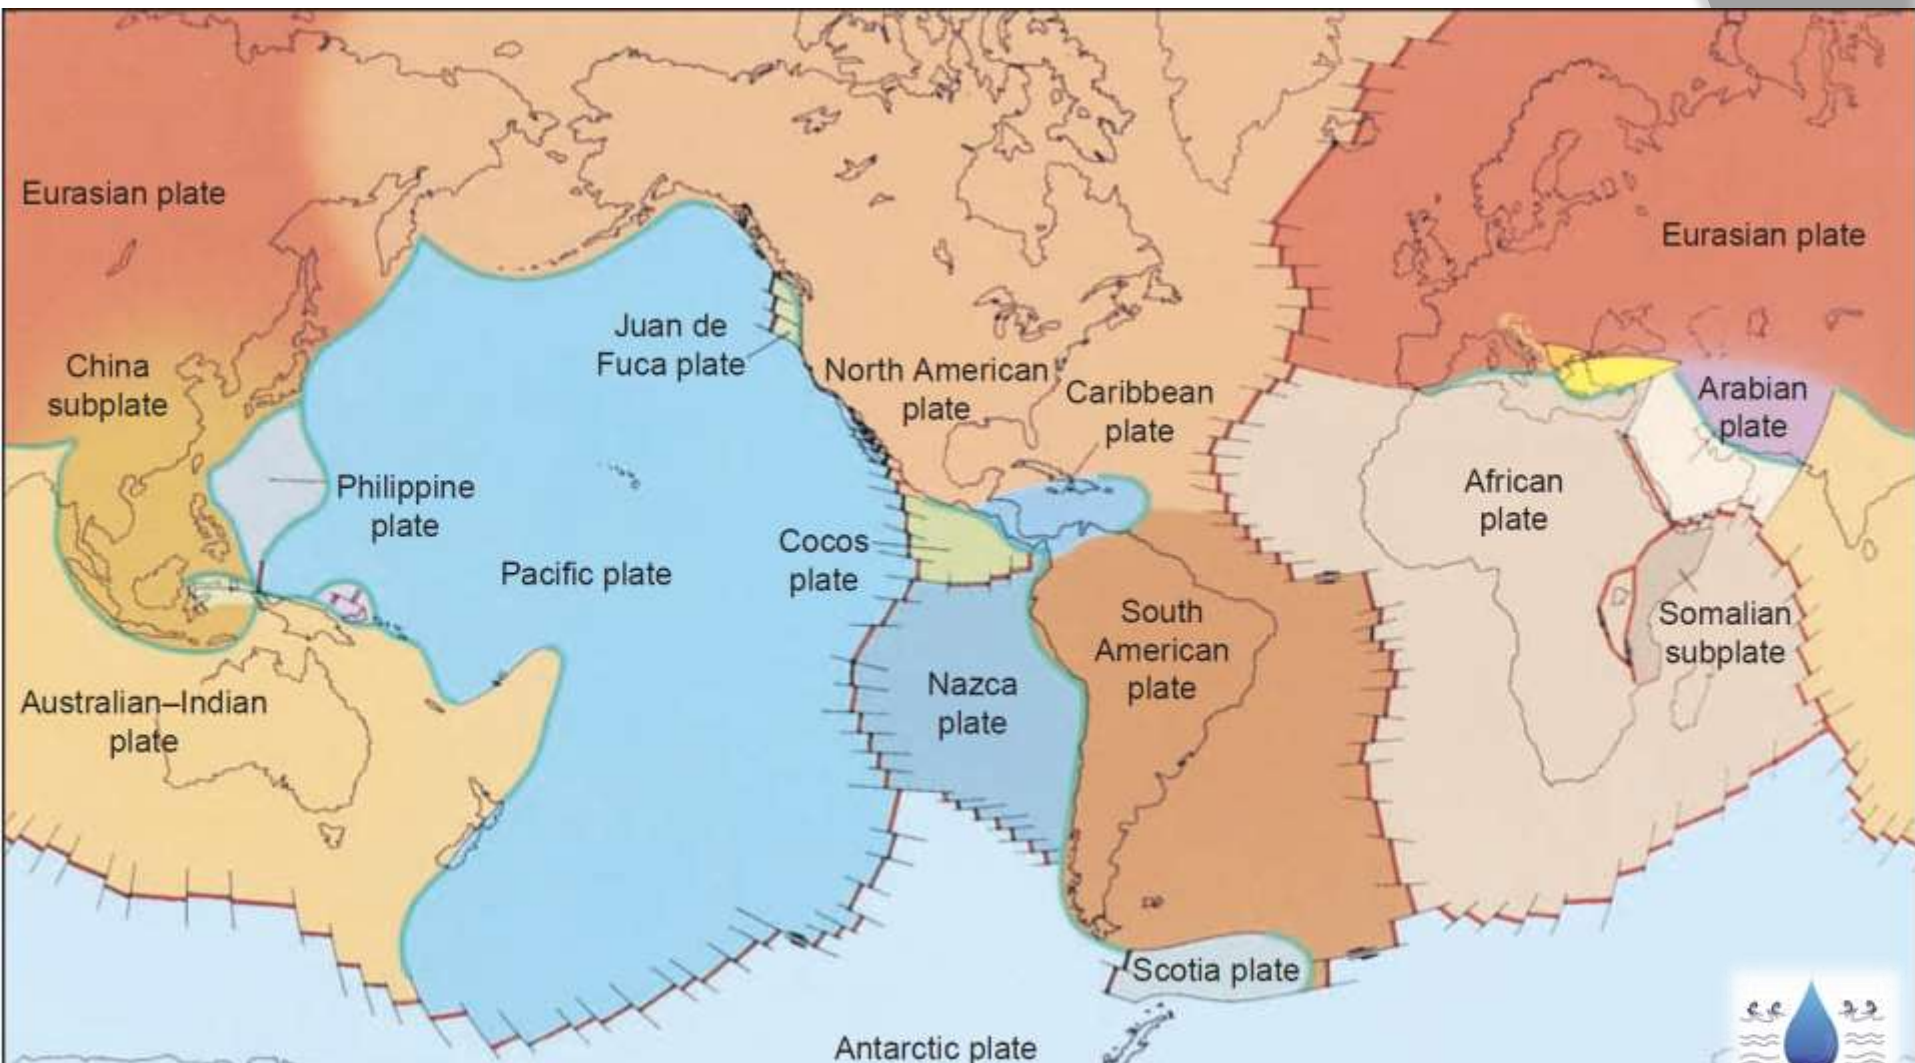 Eurasian plate
Eurasian plate
Juan de
Fuca plate
China
subplate
North American
plate
Caribbean
plate
Arabian
plate
Philippine
plate
African
plate
Cocos
plate
Pacific plate
South
American
plate
Somalian
subplate
Nazca
plate
Australian–Indian
plate
Scotia plate
Antarctic plate